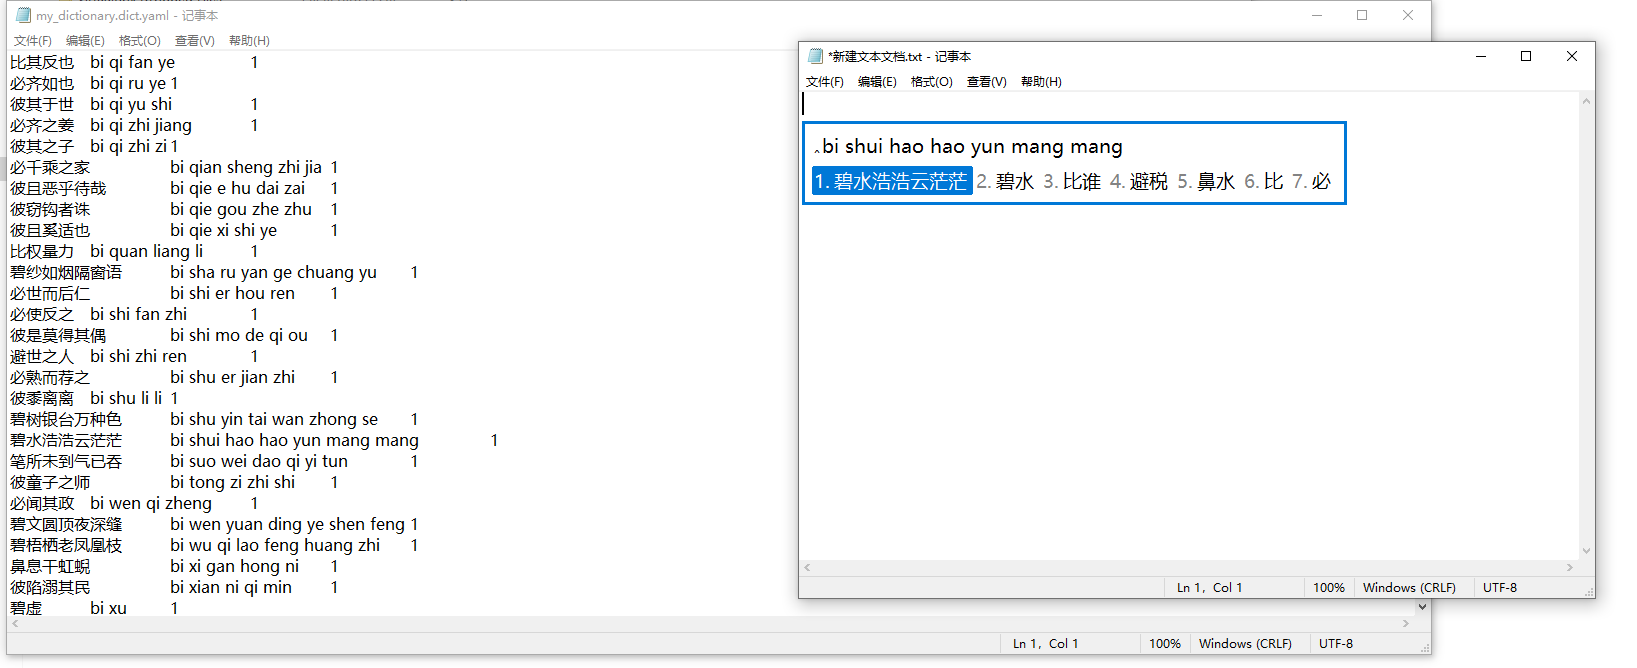 my_dictionary.dict.yaml - 记事本
文件(F) 编辑(E) 格式(O) 查看(V) 帮助(H)
比其反也 bi qi fan ye 1
必齐如也 bi qi ru ye 1
彼其于世 bi qi yu shi 1
必齐之姜 bi qi zhi jiang 1
彼其之子 bi qi zhi zi 1
必千乘之家 bi qian sheng zhi jia 1
彼且恶乎待哉 bi qie e hu dai zai 1
彼窃钩者诛 bi qie gou zhe zhu 1
彼且奚适也 bi qie xi shi ye 1
比权量力 bi quan liang li 1
碧纱如烟隔窗语 bi sha ru yan ge chuang yu 1
必世而后仁 bi shi er hou ren 1
必使反之 bi shi fan zhi 1
彼是莫得其偶 bi shi mo de qi ou 1
避世之人 bi shi zhi ren 1
必熟而荐之 bi shu er jian zhi 1
彼黍离离 bi shu li li 1
碧树银台万种色 bi shu yin tai wan zhong se 1
碧水浩浩云茫茫 bi shui hao hao yun mang mang 1
笔所未到气已吞 bi suo wei dao qi yi tun 1
彼童子之师 bi tong zi zhi shi 1
必闻其政 bi wen qi zheng 1
碧文圆顶夜深缝 bi wen yuan ding ye shen feng 1
碧梧栖老凤凰枝 bi wu qi lao feng huang zhi 1
鼻息干虹蜺 bi xi gan hong ni 1
彼陷溺其民 bi xian ni qi min 1
碧虚 bi xu 1
Ln 1, Col 1 100% Windows (CRLF) UTF-8
*新建文本文档.txt - 记事本
文件(F) 编辑(E) 格式(O) 查看(V) 帮助(H)
‸bi shui hao hao yun mang mang
1. 碧水浩浩云茫茫 2. 碧水 3. 比谁 4. 避税 5. 鼻水 6. 比 7. 必
Ln 1, Col 1 100% Windows (CRLF) UTF-8